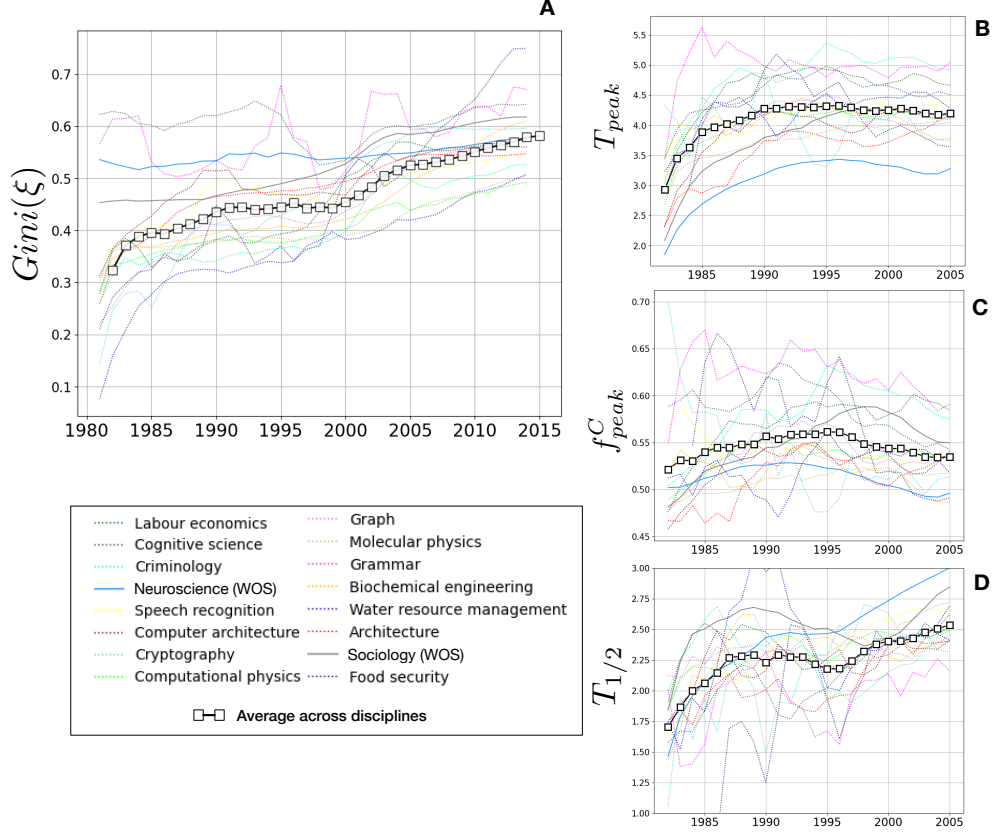 A
Gini(ξ)
0.7
0.6
0.5
0.4
0.3
0.2
0.1
1980 1985 1990 1995 2000 2005 2010 2015
B
T_peak
5.5
5.0
4.5
4.0
3.5
3.0
2.5
2.0
1985 1990 1995 2000 2005
C
f^C_peak
0.70
0.65
0.60
0.55
0.50
0.45
1985 1990 1995 2000 2005
D
T_1/2
3.00
2.75
2.50
2.25
2.00
1.75
1.50
1.25
1.00
1985 1990 1995 2000 2005
Labour economics
Cognitive science
Criminology
Neuroscience (WOS)
Speech recognition
Computer architecture
Cryptography
Computational physics
Graph
Molecular physics
Grammar
Biochemical engineering
Water resource management
Architecture
Sociology (WOS)
Food security
Average across disciplines